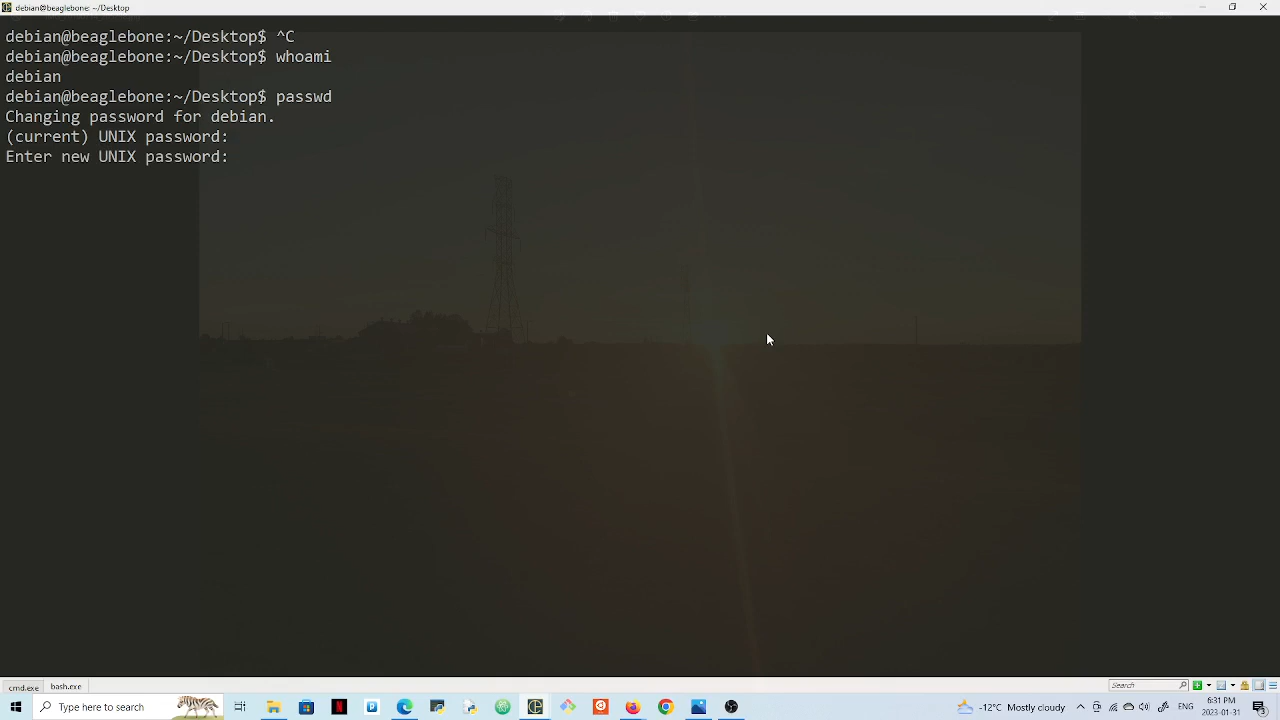 debian@beaglebone: ~/Desktop
debian@beaglebone:~/Desktop$ ^C
debian@beaglebone:~/Desktop$ whoami
debian
debian@beaglebone:~/Desktop$ passwd
Changing password for debian.
(current) UNIX password:
Enter new UNIX password:
cmd.exe bash.exe Search
Type here to search -12°C Mostly cloudy ENG 6:31 PM
2023-01-31